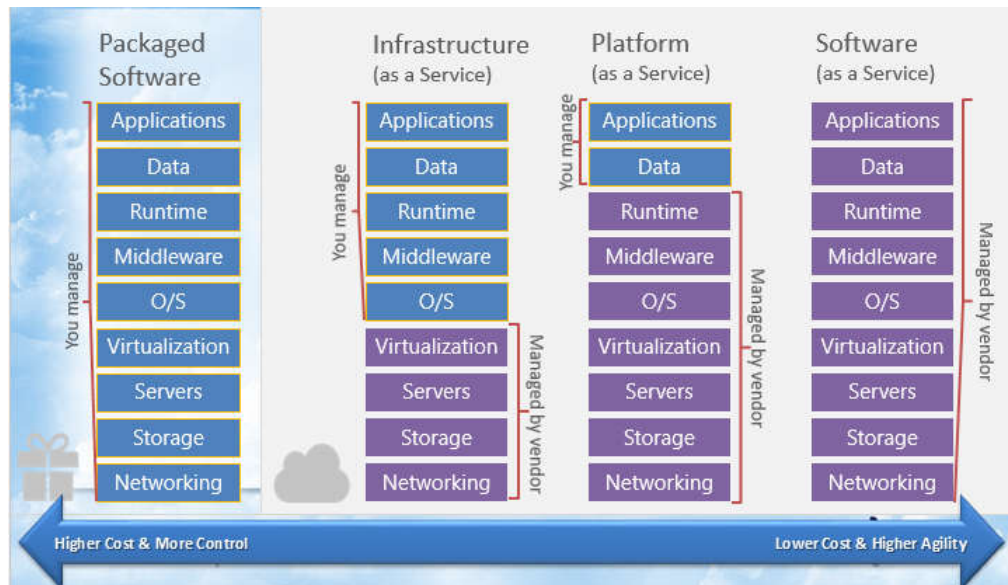 Packaged
Software
You manage
Applications
Data
Runtime
Middleware
O/S
Virtualization
Servers
Storage
Networking
Infrastructure
(as a Service)
You manage
Applications
Data
Runtime
Middleware
O/S
Virtualization
Servers
Storage
Networking
Managed by vendor
Platform
(as a Service)
You manage
Applications
Data
Runtime
Middleware
O/S
Virtualization
Servers
Storage
Networking
Managed by vendor
Software
(as a Service)
Applications
Data
Runtime
Middleware
O/S
Virtualization
Servers
Storage
Networking
Managed by vendor
Higher Cost & More Control
Lower Cost & Higher Agility